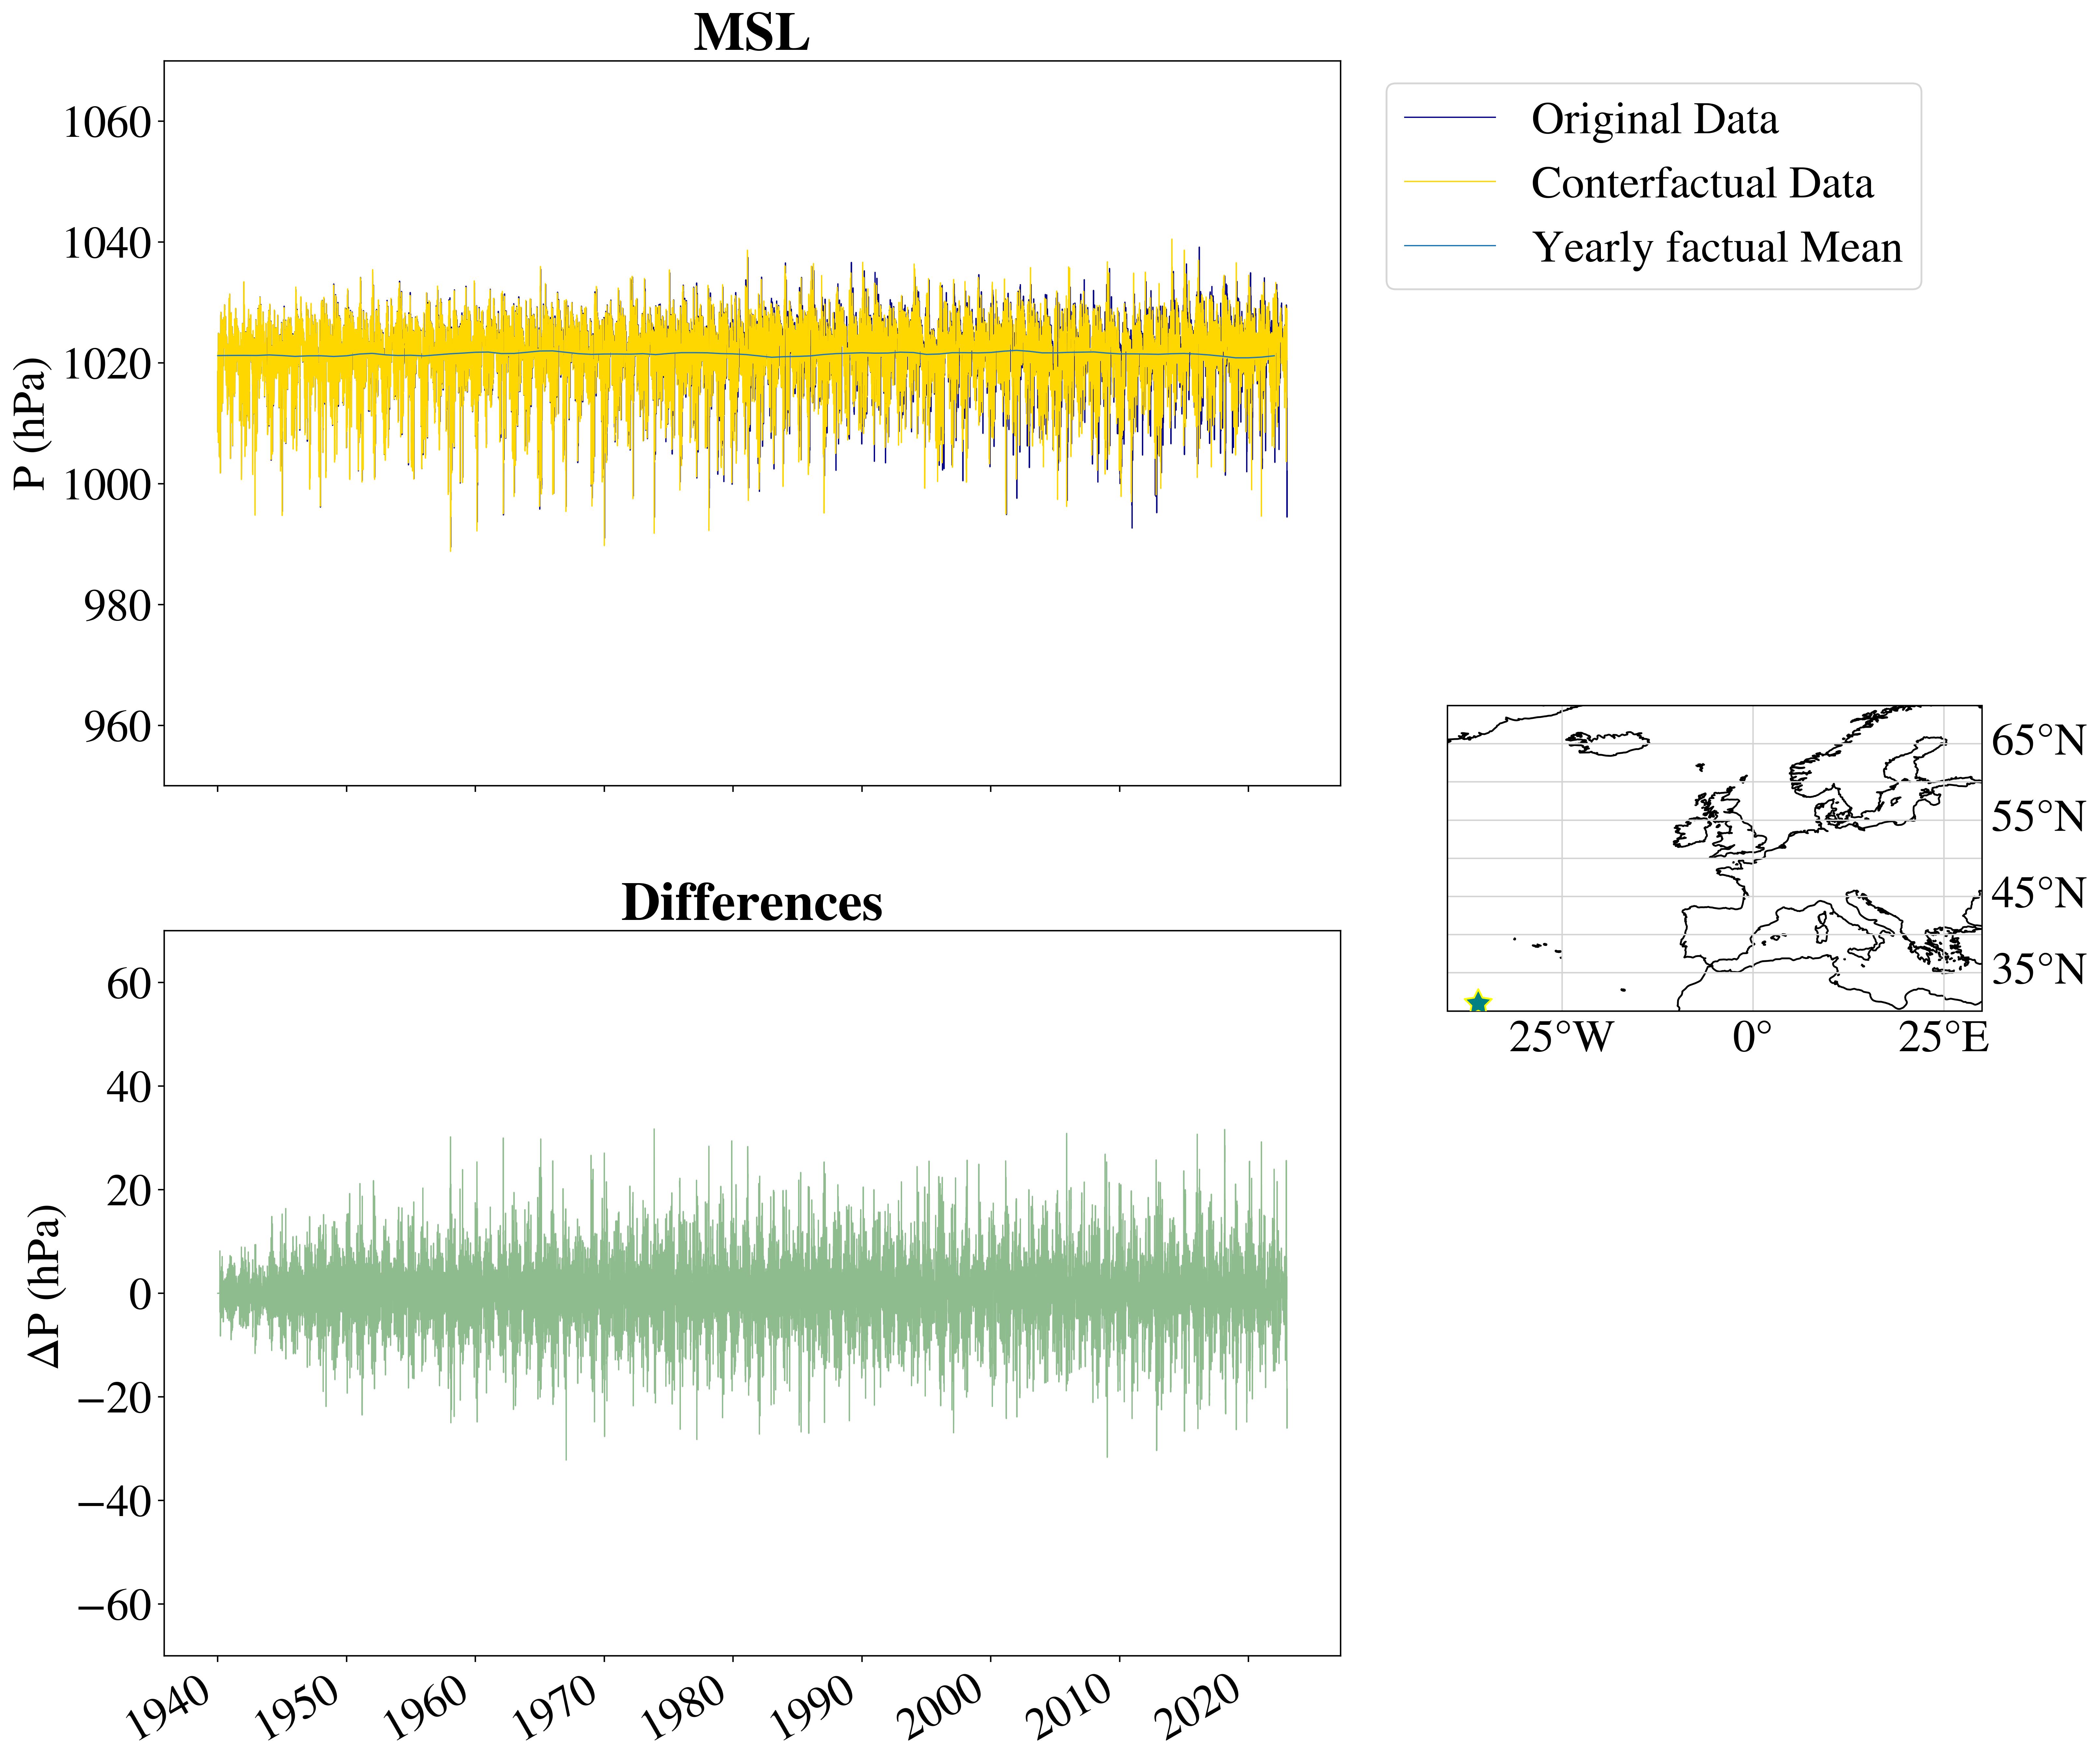 MSL
1060
1040
1020
1000
980
960
P (hPa)
Original Data
Conterfactual Data
Yearly factual Mean
65°N
55°N
45°N
35°N
25°W 0° 25°E
Differences
60
40
20
0
−20
−40
−60
ΔP (hPa)
1940 1950 1960 1970 1980 1990 2000 2010 2020